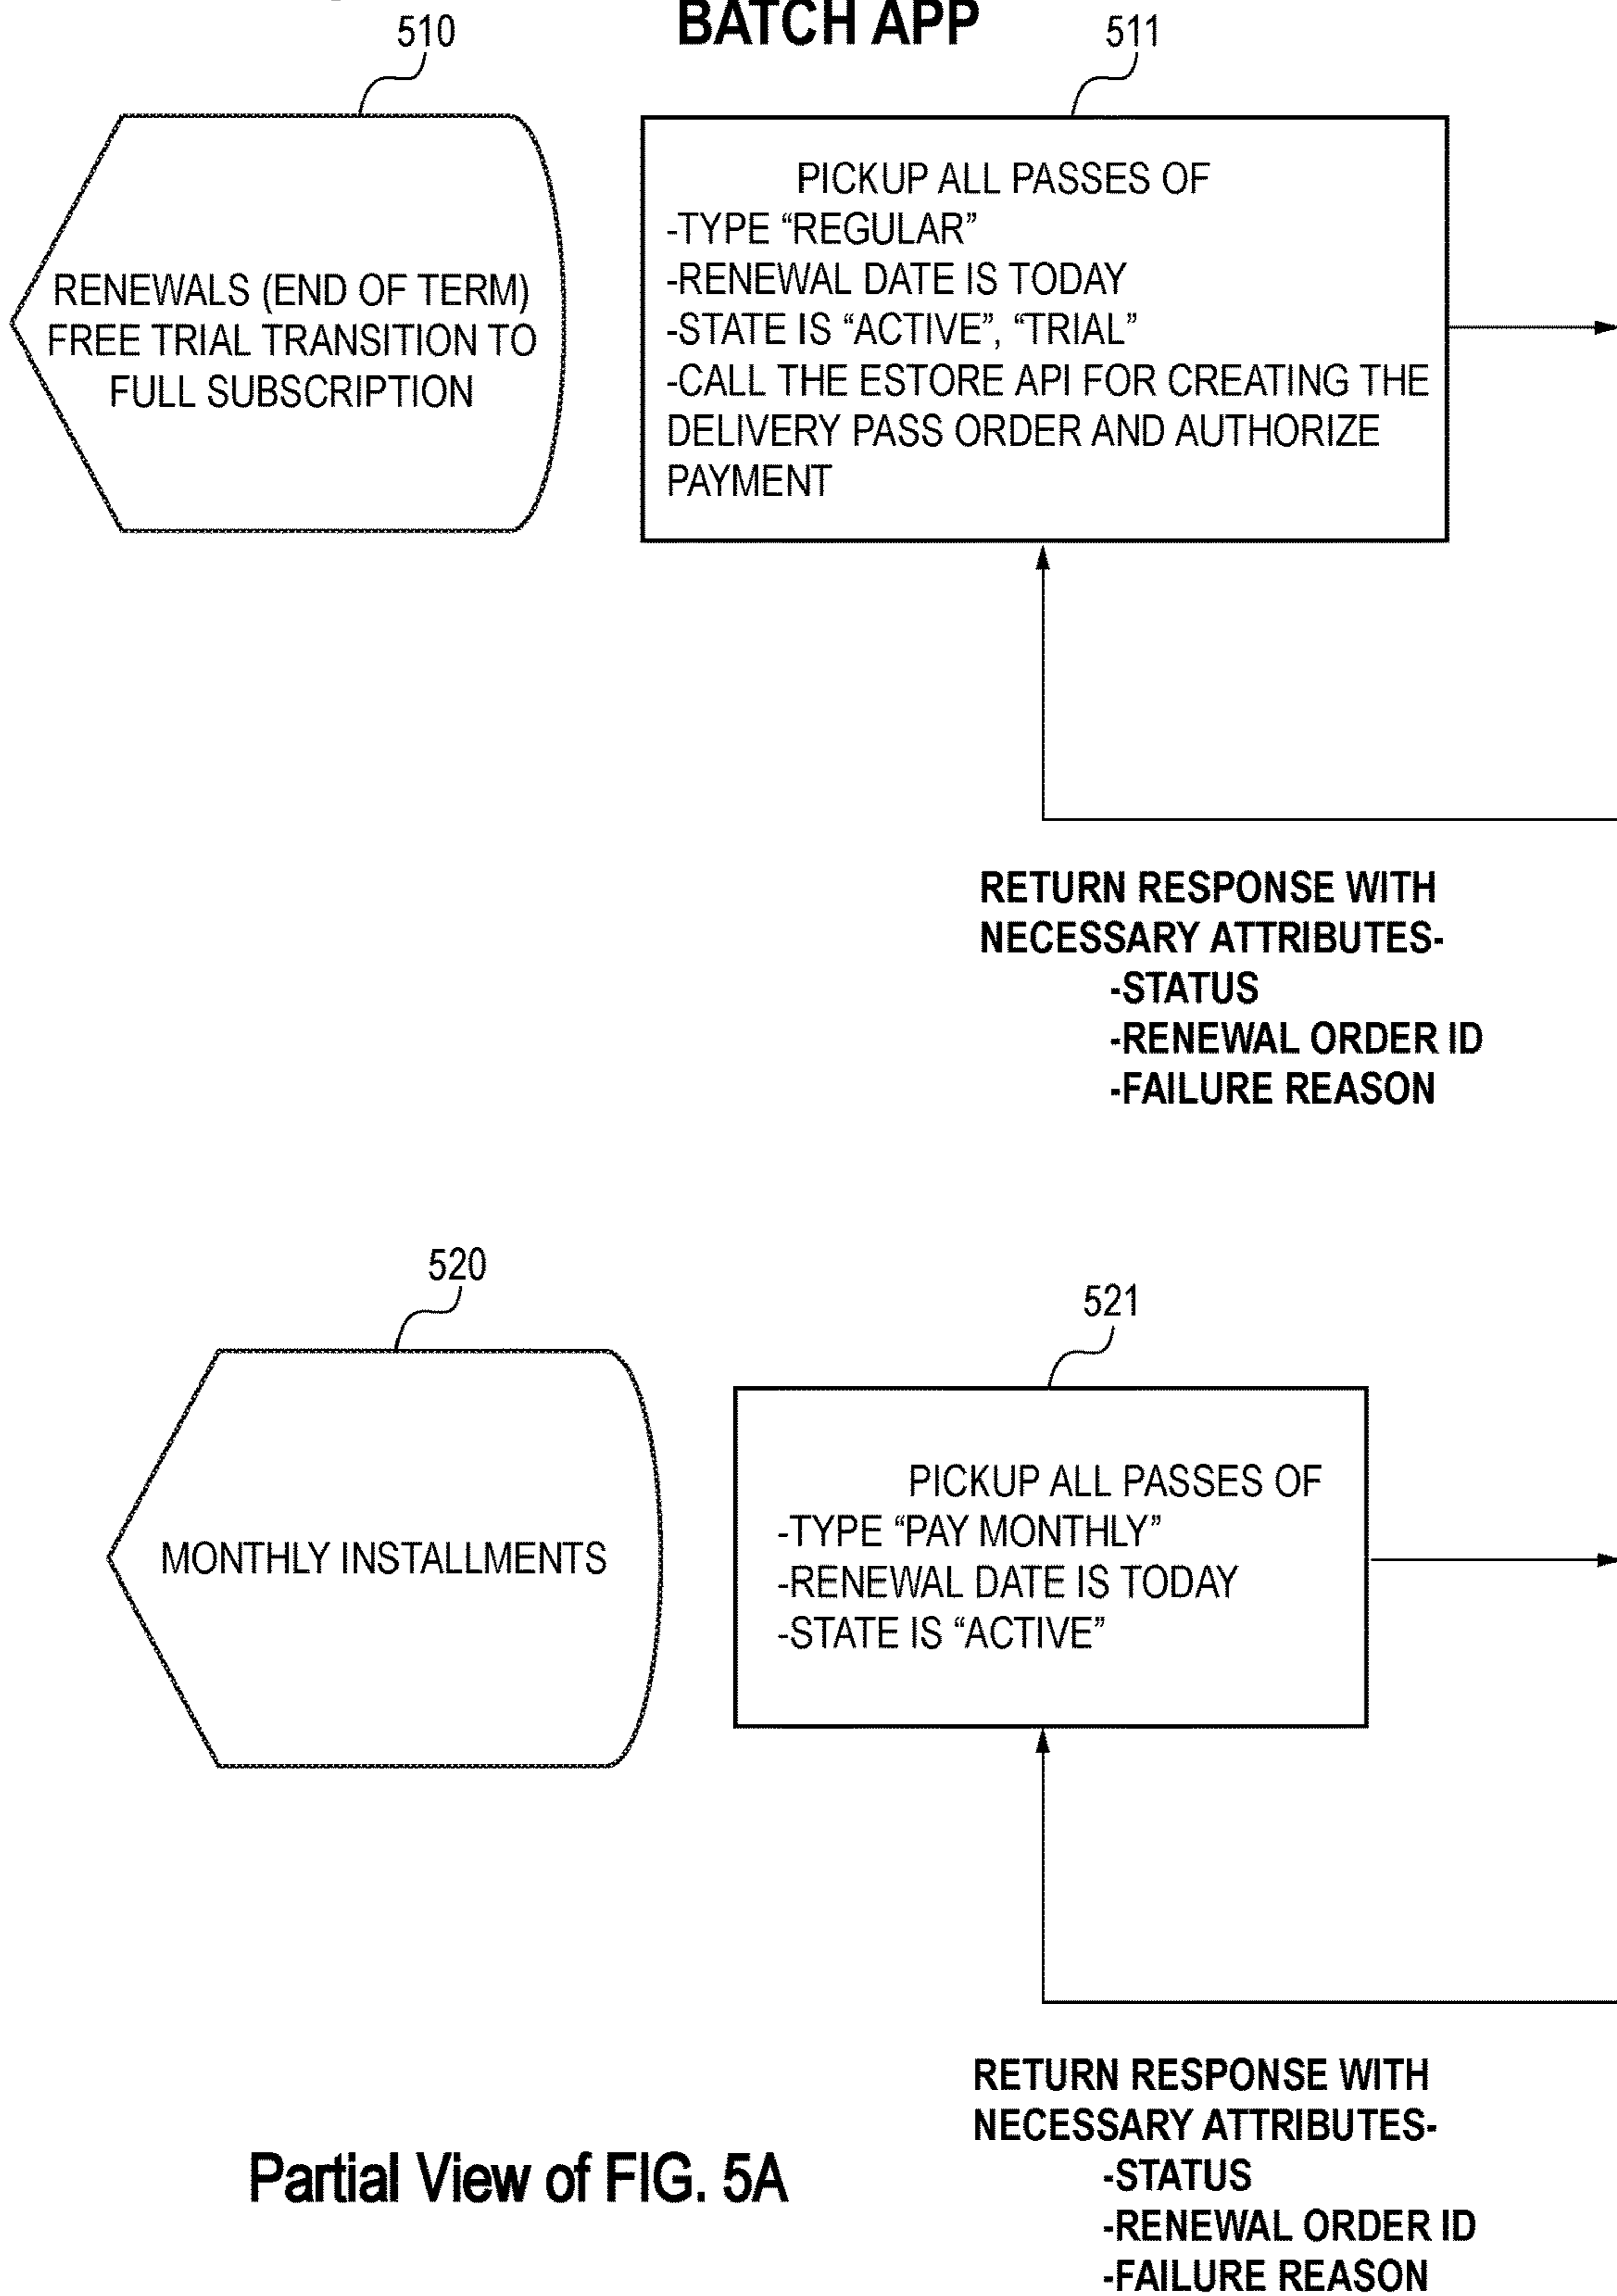 BATCH APP
510
511
RENEWALS (END OF TERM)
FREE TRIAL TRANSITION TO
FULL SUBSCRIPTION
PICKUP ALL PASSES OF
-TYPE “REGULAR”
-RENEWAL DATE IS TODAY
-STATE IS “ACTIVE”, “TRIAL”
-CALL THE ESTORE API FOR CREATING THE
DELIVERY PASS ORDER AND AUTHORIZE
PAYMENT
RETURN RESPONSE WITH
NECESSARY ATTRIBUTES-
-STATUS
-RENEWAL ORDER ID
-FAILURE REASON
520
521
MONTHLY INSTALLMENTS
PICKUP ALL PASSES OF
-TYPE “PAY MONTHLY”
-RENEWAL DATE IS TODAY
-STATE IS “ACTIVE”
RETURN RESPONSE WITH
NECESSARY ATTRIBUTES-
-STATUS
-RENEWAL ORDER ID
-FAILURE REASON
Partial View of FIG. 5A